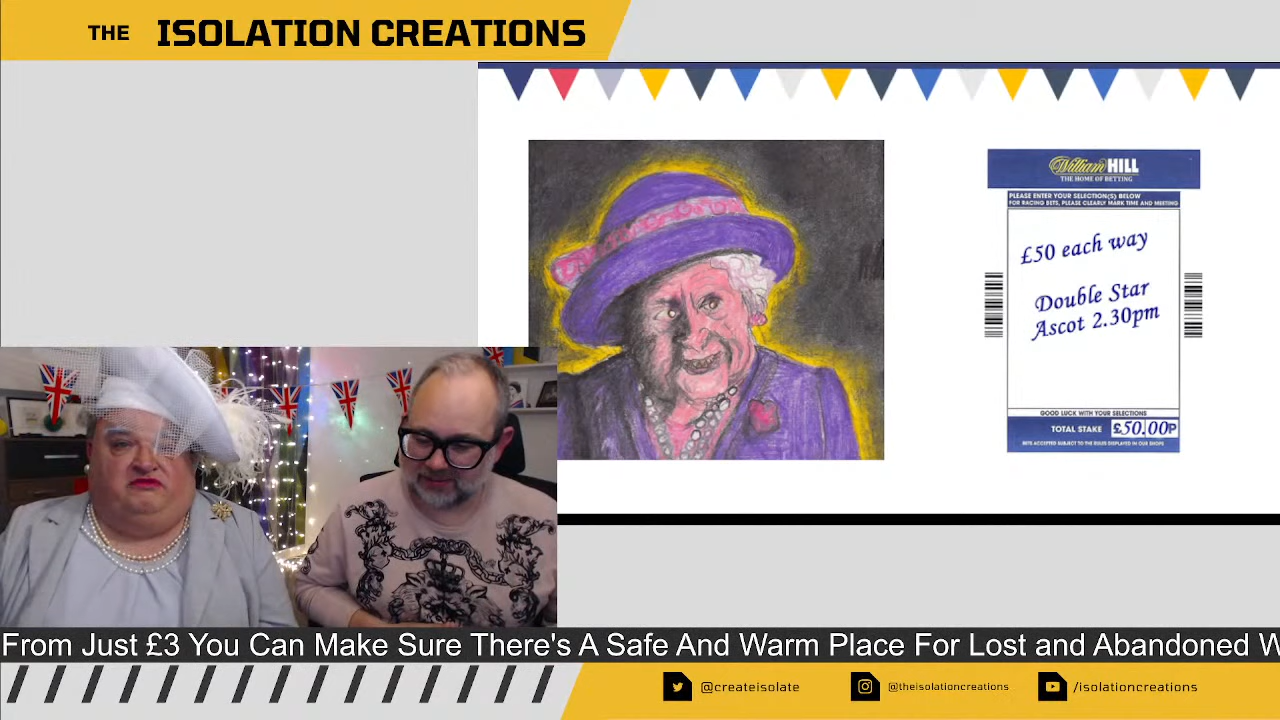 THE ISOLATION CREATIONS
William HILL
THE HOME OF BETTING
PLEASE ENTER YOUR SELECTION(S) BELOW
FOR RACING BETS, PLEASE CLEARLY MARK TIME AND MEETING
£50 each way
Double Star
Ascot 2.30pm
GOOD LUCK WITH YOUR SELECTIONS
TOTAL STAKE £50.00P
BETS ACCEPTED SUBJECT TO THE RULES DISPLAYED IN OUR SHOPS
From Just £3 You Can Make Sure There's A Safe And Warm Place For Lost and Abandoned W
@createisolate
@theisolationcreations
/isolationcreations